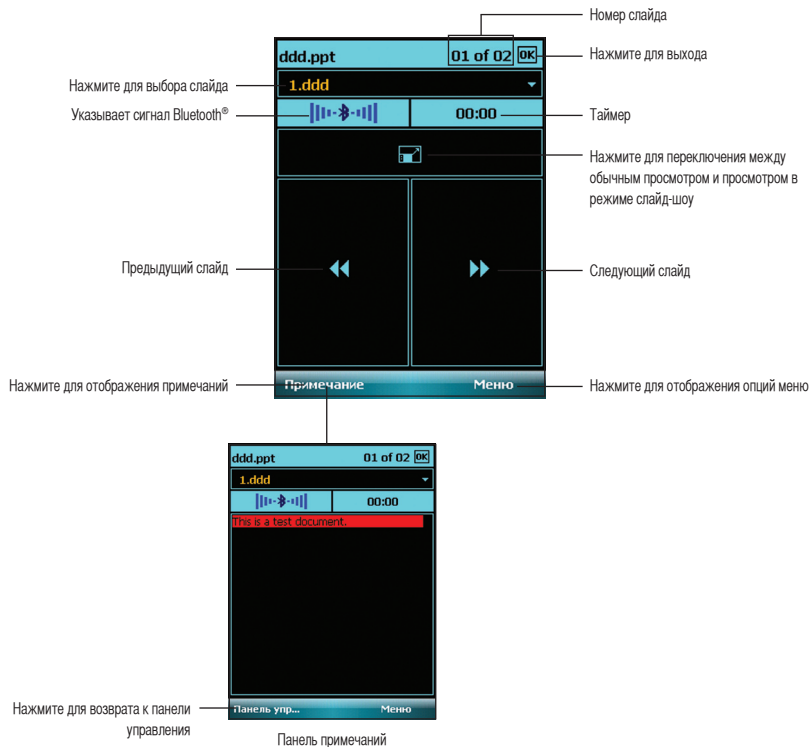 Номер слайда
ddd.ppt 01 of 02 OK
Нажмите для выхода
Нажмите для выбора слайда
1.ddd
Указывает сигнал Bluetooth®
00:00
Таймер
Нажмите для переключения между
обычным просмотром и просмотром в
режиме слайд-шоу
Предыдущий слайд
Следующий слайд
Нажмите для отображения примечаний
Примечание Меню
Нажмите для отображения опций меню
ddd.ppt 01 of 02 OK
1.ddd
00:00
This is a test document.
Нажмите для возврата к панели
управления
Панель упр... Меню
Панель примечаний